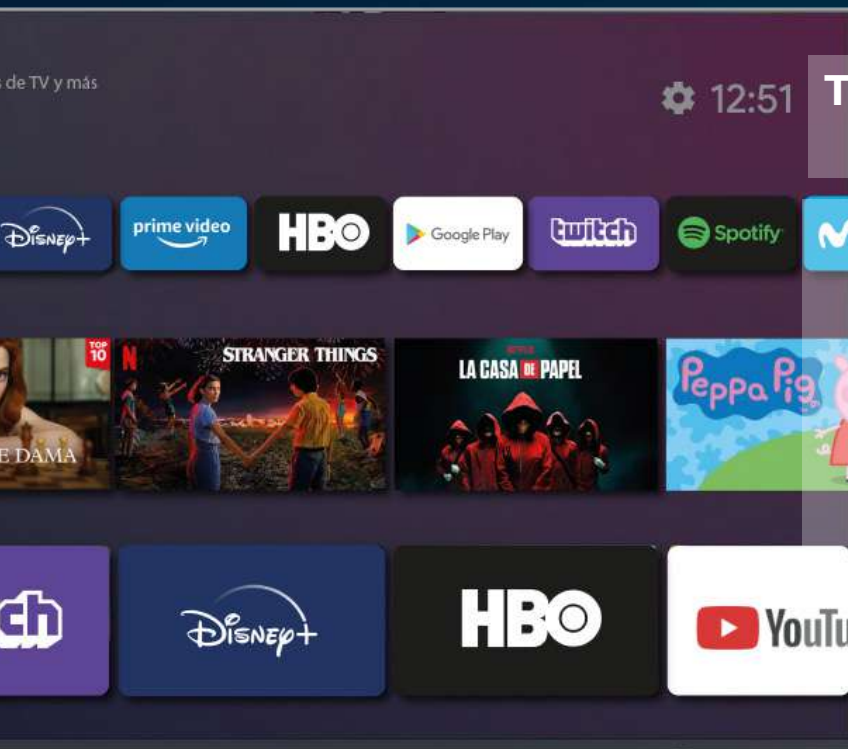 s de TV y más
12:51
T
Disney+
prime video
HBO
Google Play
twitch
Spotify
TOP
10
E DAMA
N
STRANGER THINGS
NETFLIX
LA CASA DE PAPEL
Peppa Pig
ch
Disney+
HBO
YouTu